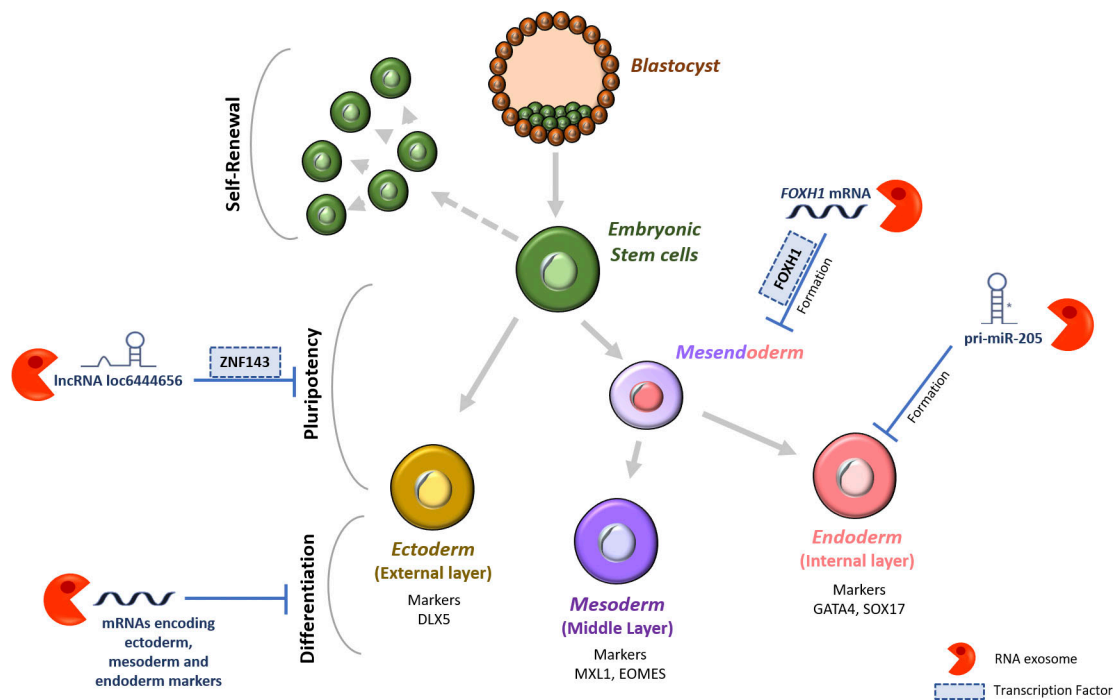 Blastocyst
Self-Renewal
FOXH1 mRNA
Embryonic
Stem cells
FOXH1
Formation
pri-miR-205
*
Mesendoderm
ZNF143
lncRNA loc6444656
Pluripotency
Formation
Ectoderm
(External layer)
Markers
DLX5
Endoderm
(Internal layer)
Markers
GATA4, SOX17
Mesoderm
(Middle Layer)
Markers
MXL1, EOMES
Differentiation
mRNAs encoding
ectoderm,
mesoderm and
endoderm markers
RNA exosome
Transcription Factor